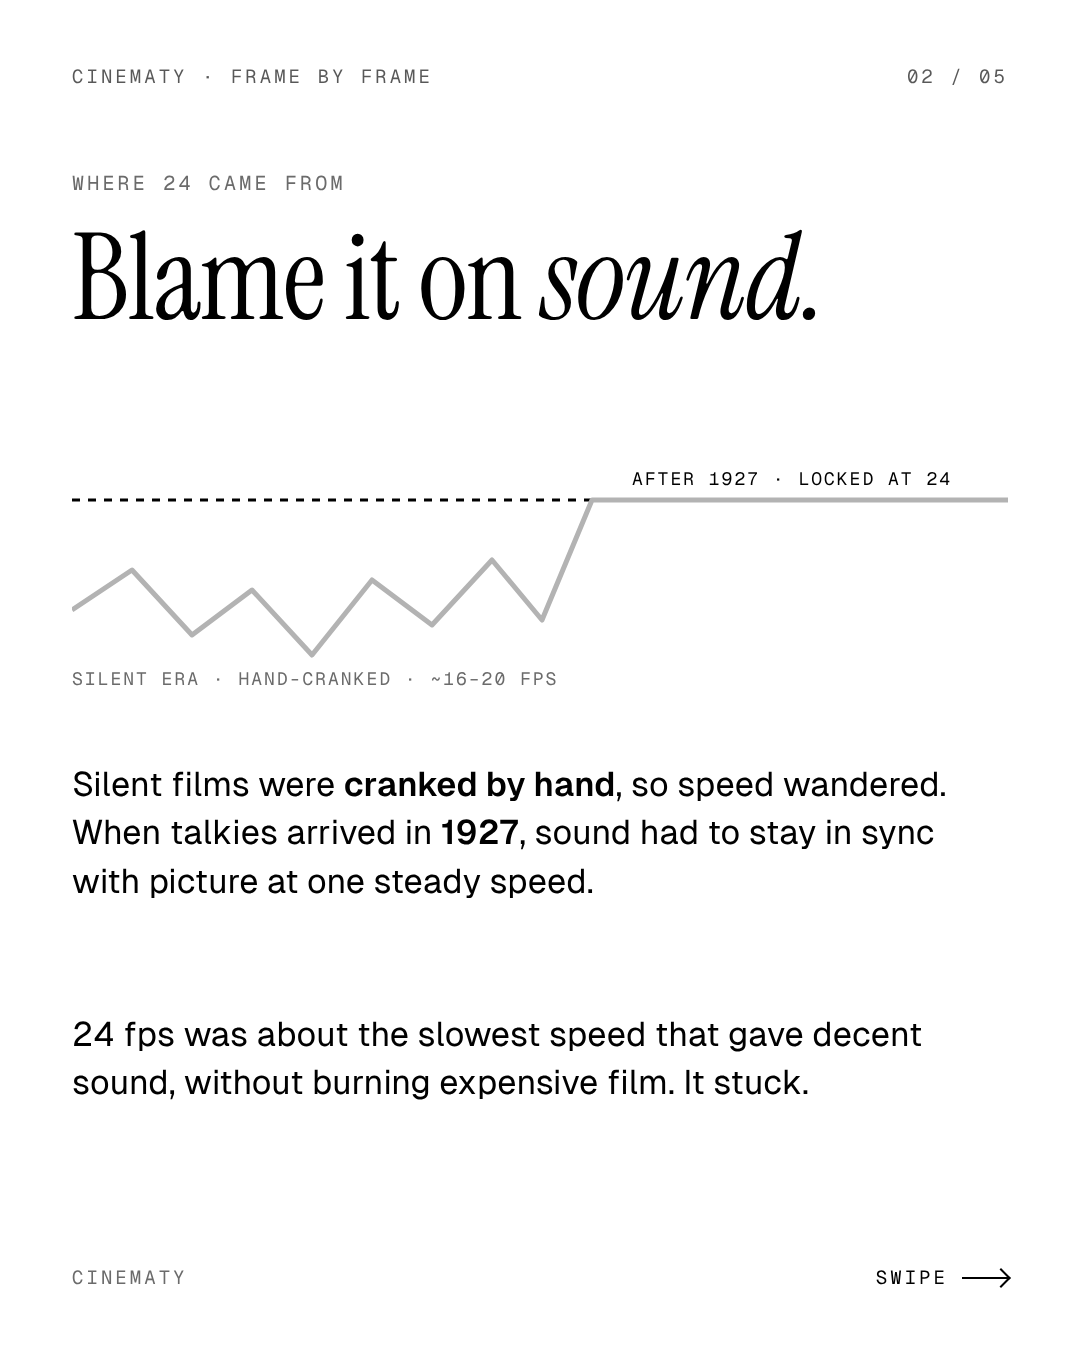 CINEMATY · FRAME BY FRAME
02 / 05
WHERE 24 CAME FROM
Blame it on sound.
AFTER 1927 · LOCKED AT 24
SILENT ERA · HAND-CRANKED · ~16–20 FPS
Silent films were cranked by hand, so speed wandered.
When talkies arrived in 1927, sound had to stay in sync
with picture at one steady speed.
24 fps was about the slowest speed that gave decent
sound, without burning expensive film. It stuck.
CINEMATY
SWIPE